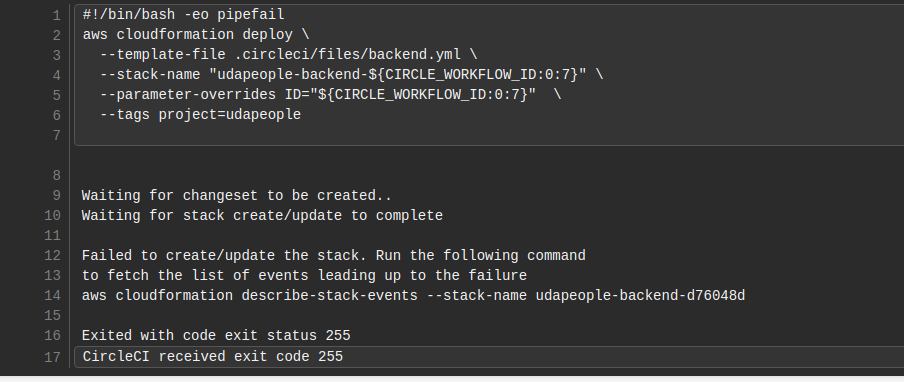 1 #!/bin/bash -eo pipefail
2 aws cloudformation deploy \
3   --template-file .circleci/files/backend.yml \
4   --stack-name "udapeople-backend-${CIRCLE_WORKFLOW_ID:0:7}" \
5   --parameter-overrides ID="${CIRCLE_WORKFLOW_ID:0:7}"  \
6   --tags project=udapeople
7
8
9 Waiting for changeset to be created..
10 Waiting for stack create/update to complete
11
12 Failed to create/update the stack. Run the following command
13 to fetch the list of events leading up to the failure
14 aws cloudformation describe-stack-events --stack-name udapeople-backend-d76048d
15
16 Exited with code exit status 255
17 CircleCI received exit code 255